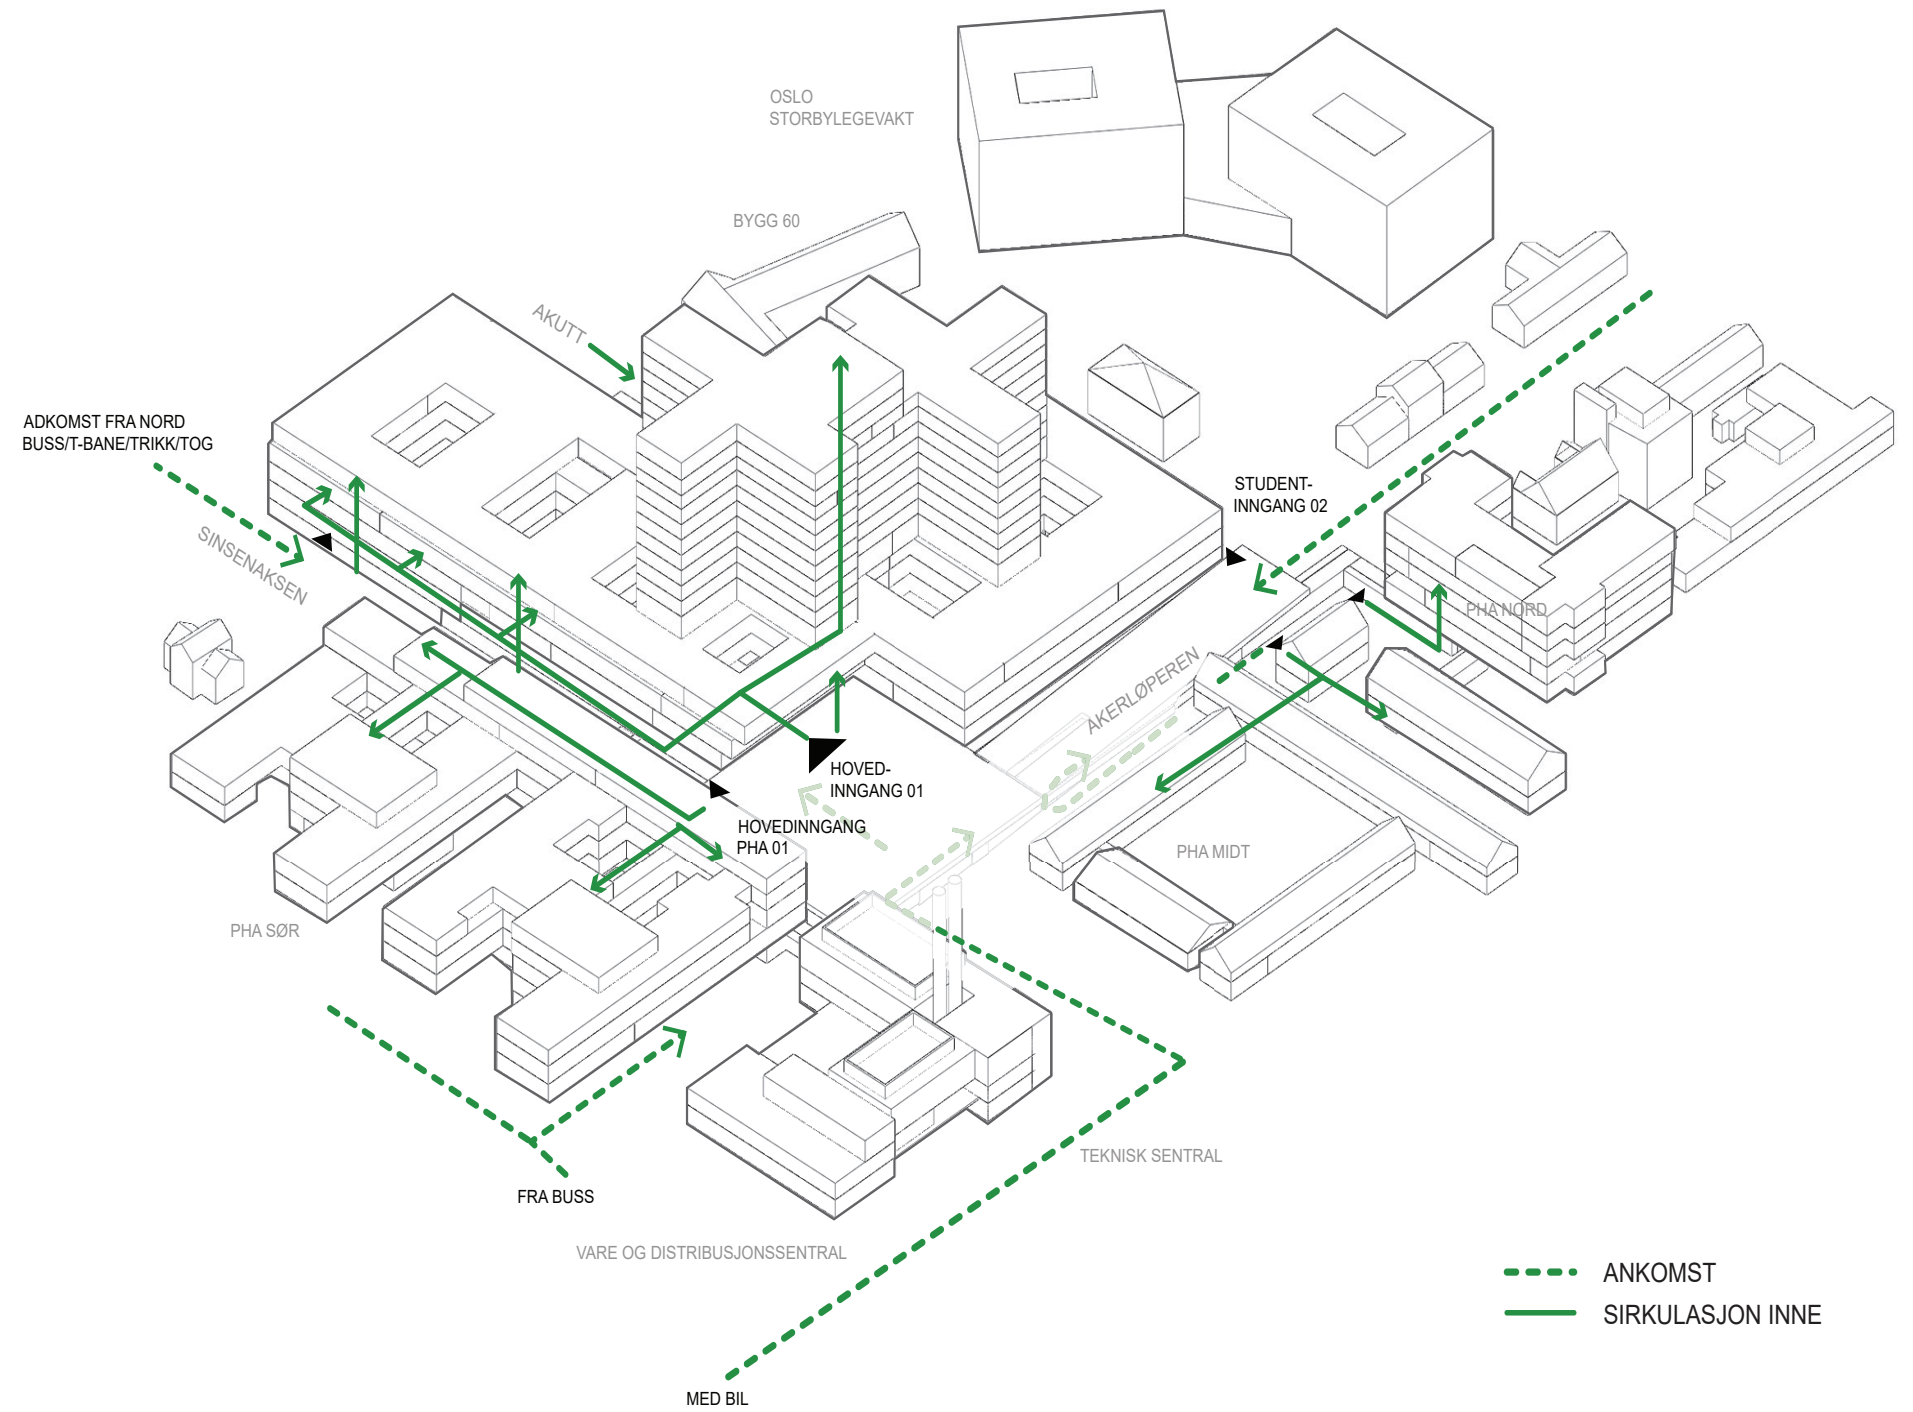 OSLO
STORBYLEGEVAKT
BYGG 60
AKUTT
ADKOMST FRA NORD
BUSS/T-BANE/TRIKK/TOG
SINSENAKSEN
STUDENT-
INNGANG 02
PHA NORD
AKERLØPEREN
HOVED-
INNGANG 01
HOVEDINNGANG
PHA 01
PHA MIDT
PHA SØR
TEKNISK SENTRAL
FRA BUSS
VARE OG DISTRIBUSJONSSENTRAL
MED BIL
ANKOMST
SIRKULASJON INNE